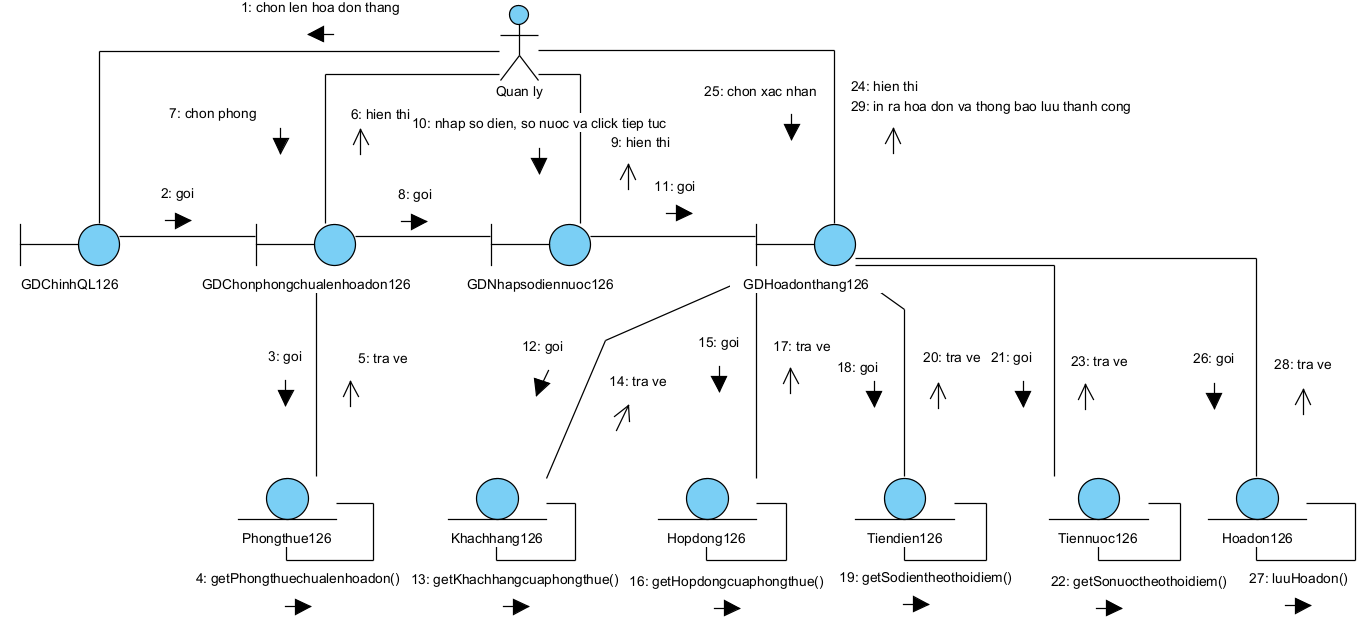 1: chon len hoa don thang
Quan ly
7: chon phong
6: hien thi
10: nhap so dien, so nuoc va click tiep tuc
9: hien thi
25: chon xac nhan
24: hien thi
29: in ra hoa don va thong bao luu thanh cong
2: goi
8: goi
11: goi
GDChinhQL126
GDChonphongchualenhoadon126
GDNhapsodiennuoc126
GDHoadonthang126
3: goi
5: tra ve
12: goi
14: tra ve
15: goi
17: tra ve
18: goi
20: tra ve
21: goi
23: tra ve
26: goi
28: tra ve
Phongthue126
Khachhang126
Hopdong126
Tiendien126
Tiennuoc126
Hoadon126
4: getPhongthuechualenhoadon()
13: getKhachhangcuaphongthue()
16: getHopdongcuaphongthue()
19: getSodientheothoidiem()
22: getSonuoctheothoidiem()
27: luuHoadon()